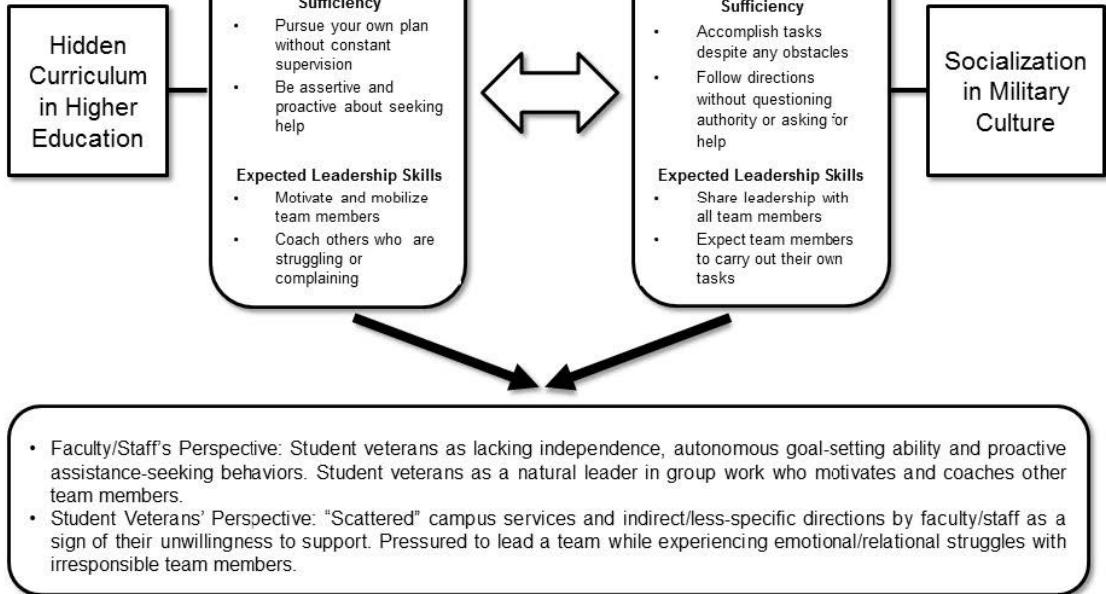 Hidden
Curriculum
in Higher
Education
Sufficiency
• Pursue your own plan
without constant
supervision
• Be assertive and
proactive about seeking
help
Expected Leadership Skills
• Motivate and mobilize
team members
• Coach others who are
struggling or
complaining
Sufficiency
• Accomplish tasks
despite any obstacles
• Follow directions
without questioning
authority or asking for
help
Expected Leadership Skills
• Share leadership with
all team members
• Expect team members
to carry out their own
tasks
Socialization
in Military
Culture
• Faculty/Staff's Perspective: Student veterans as lacking independence, autonomous goal-setting ability and proactive
assistance-seeking behaviors. Student veterans as a natural leader in group work who motivates and coaches other
team members.
• Student Veterans' Perspective: “Scattered” campus services and indirect/less-specific directions by faculty/staff as a
sign of their unwillingness to support. Pressured to lead a team while experiencing emotional/relational struggles with
irresponsible team members.